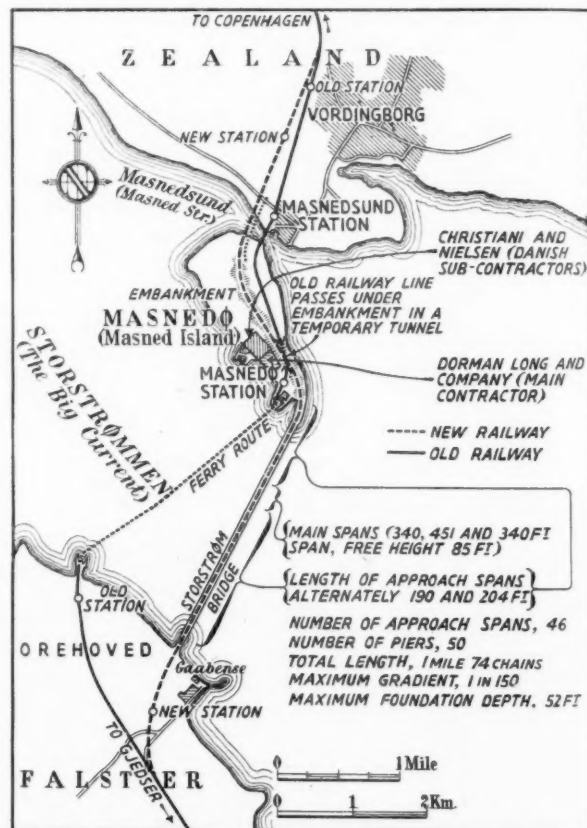 TO COPENHAGEN
ZEALAND
OLD STATION
VORDINGBORG
NEW STATION
Masnedsund
(Masned Str.)
MASNEDSUND
STATION
CHRISTIANI AND
NIELSEN (DANISH
SUB-CONTRACTORS)
OLD RAILWAY LINE
PASSES UNDER
EMBANKMENT IN A
TEMPORARY TUNNEL
EMBANKMENT
MASNEDØ
(Masned Island)
MASNEDØ
STATION
DORMAN LONG AND
COMPANY (MAIN
CONTRACTOR)
STORSTRØMMEN
(The Big Current)
FERRY ROUTE
NEW RAILWAY
OLD RAILWAY
MAIN SPANS (340, 451 AND 340 FT
SPAN, FREE HEIGHT 85 FT)
STORSTRØM
BRIDGE
LENGTH OF APPROACH SPANS
ALTERNATELY 190 AND 204 FT
NUMBER OF APPROACH SPANS, 46
NUMBER OF PIERS, 50
TOTAL LENGTH, 1 MILE 74 CHAINS
MAXIMUM GRADIENT, 1 IN 150
MAXIMUM FOUNDATION DEPTH, 52 FT
OLD
STATION
OREHOVED
Gaabense
NEW STATION
TO GJEDSER
FALSTER
0 1 Mile
0 1 2 Km.